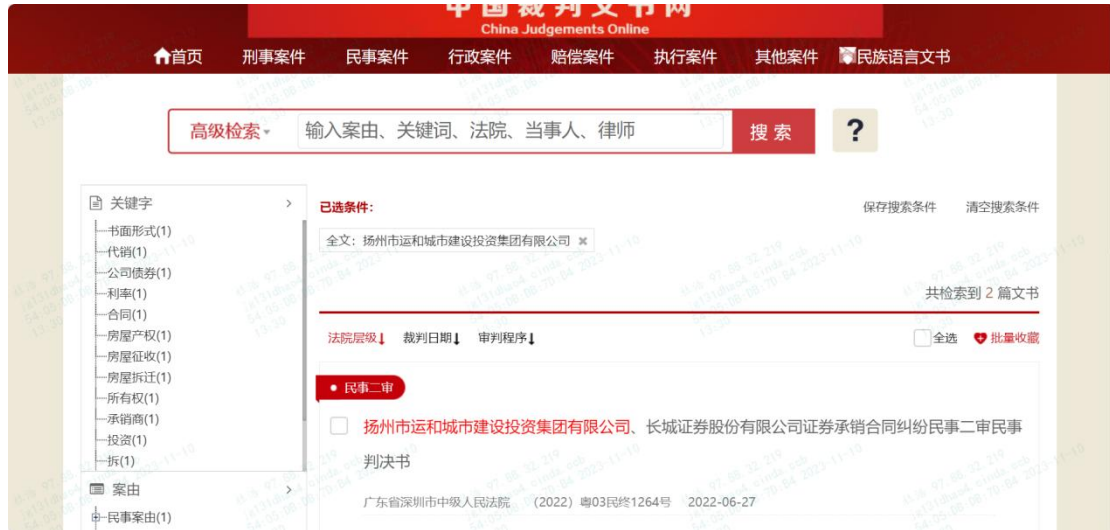 中国裁判文书网
China Judgements Online
首页 刑事案件 民事案件 行政案件 赔偿案件 执行案件 其他案件 民族语言文书
高级检索 输入案由、关键词、法院、当事人、律师 搜索 ?
关键字
书面形式(1)
代销(1)
公司债券(1)
利率(1)
合同(1)
房屋产权(1)
房屋征收(1)
房屋拆迁(1)
所有权(1)
承销商(1)
投资(1)
拆(1)
案由
民事案由(1)
已选条件：
保存搜索条件 清空搜索条件
全文：扬州市运和城市建设投资集团有限公司 ×
共检索到 2 篇文书
法院层级 裁判日期 审判程序
全选 批量收藏
民事二审
扬州市运和城市建设投资集团有限公司、长城证券股份有限公司证券承销合同纠纷民事二审民事
判决书
广东省深圳市中级人民法院 （2022）粤03民终1264号 2022-06-27